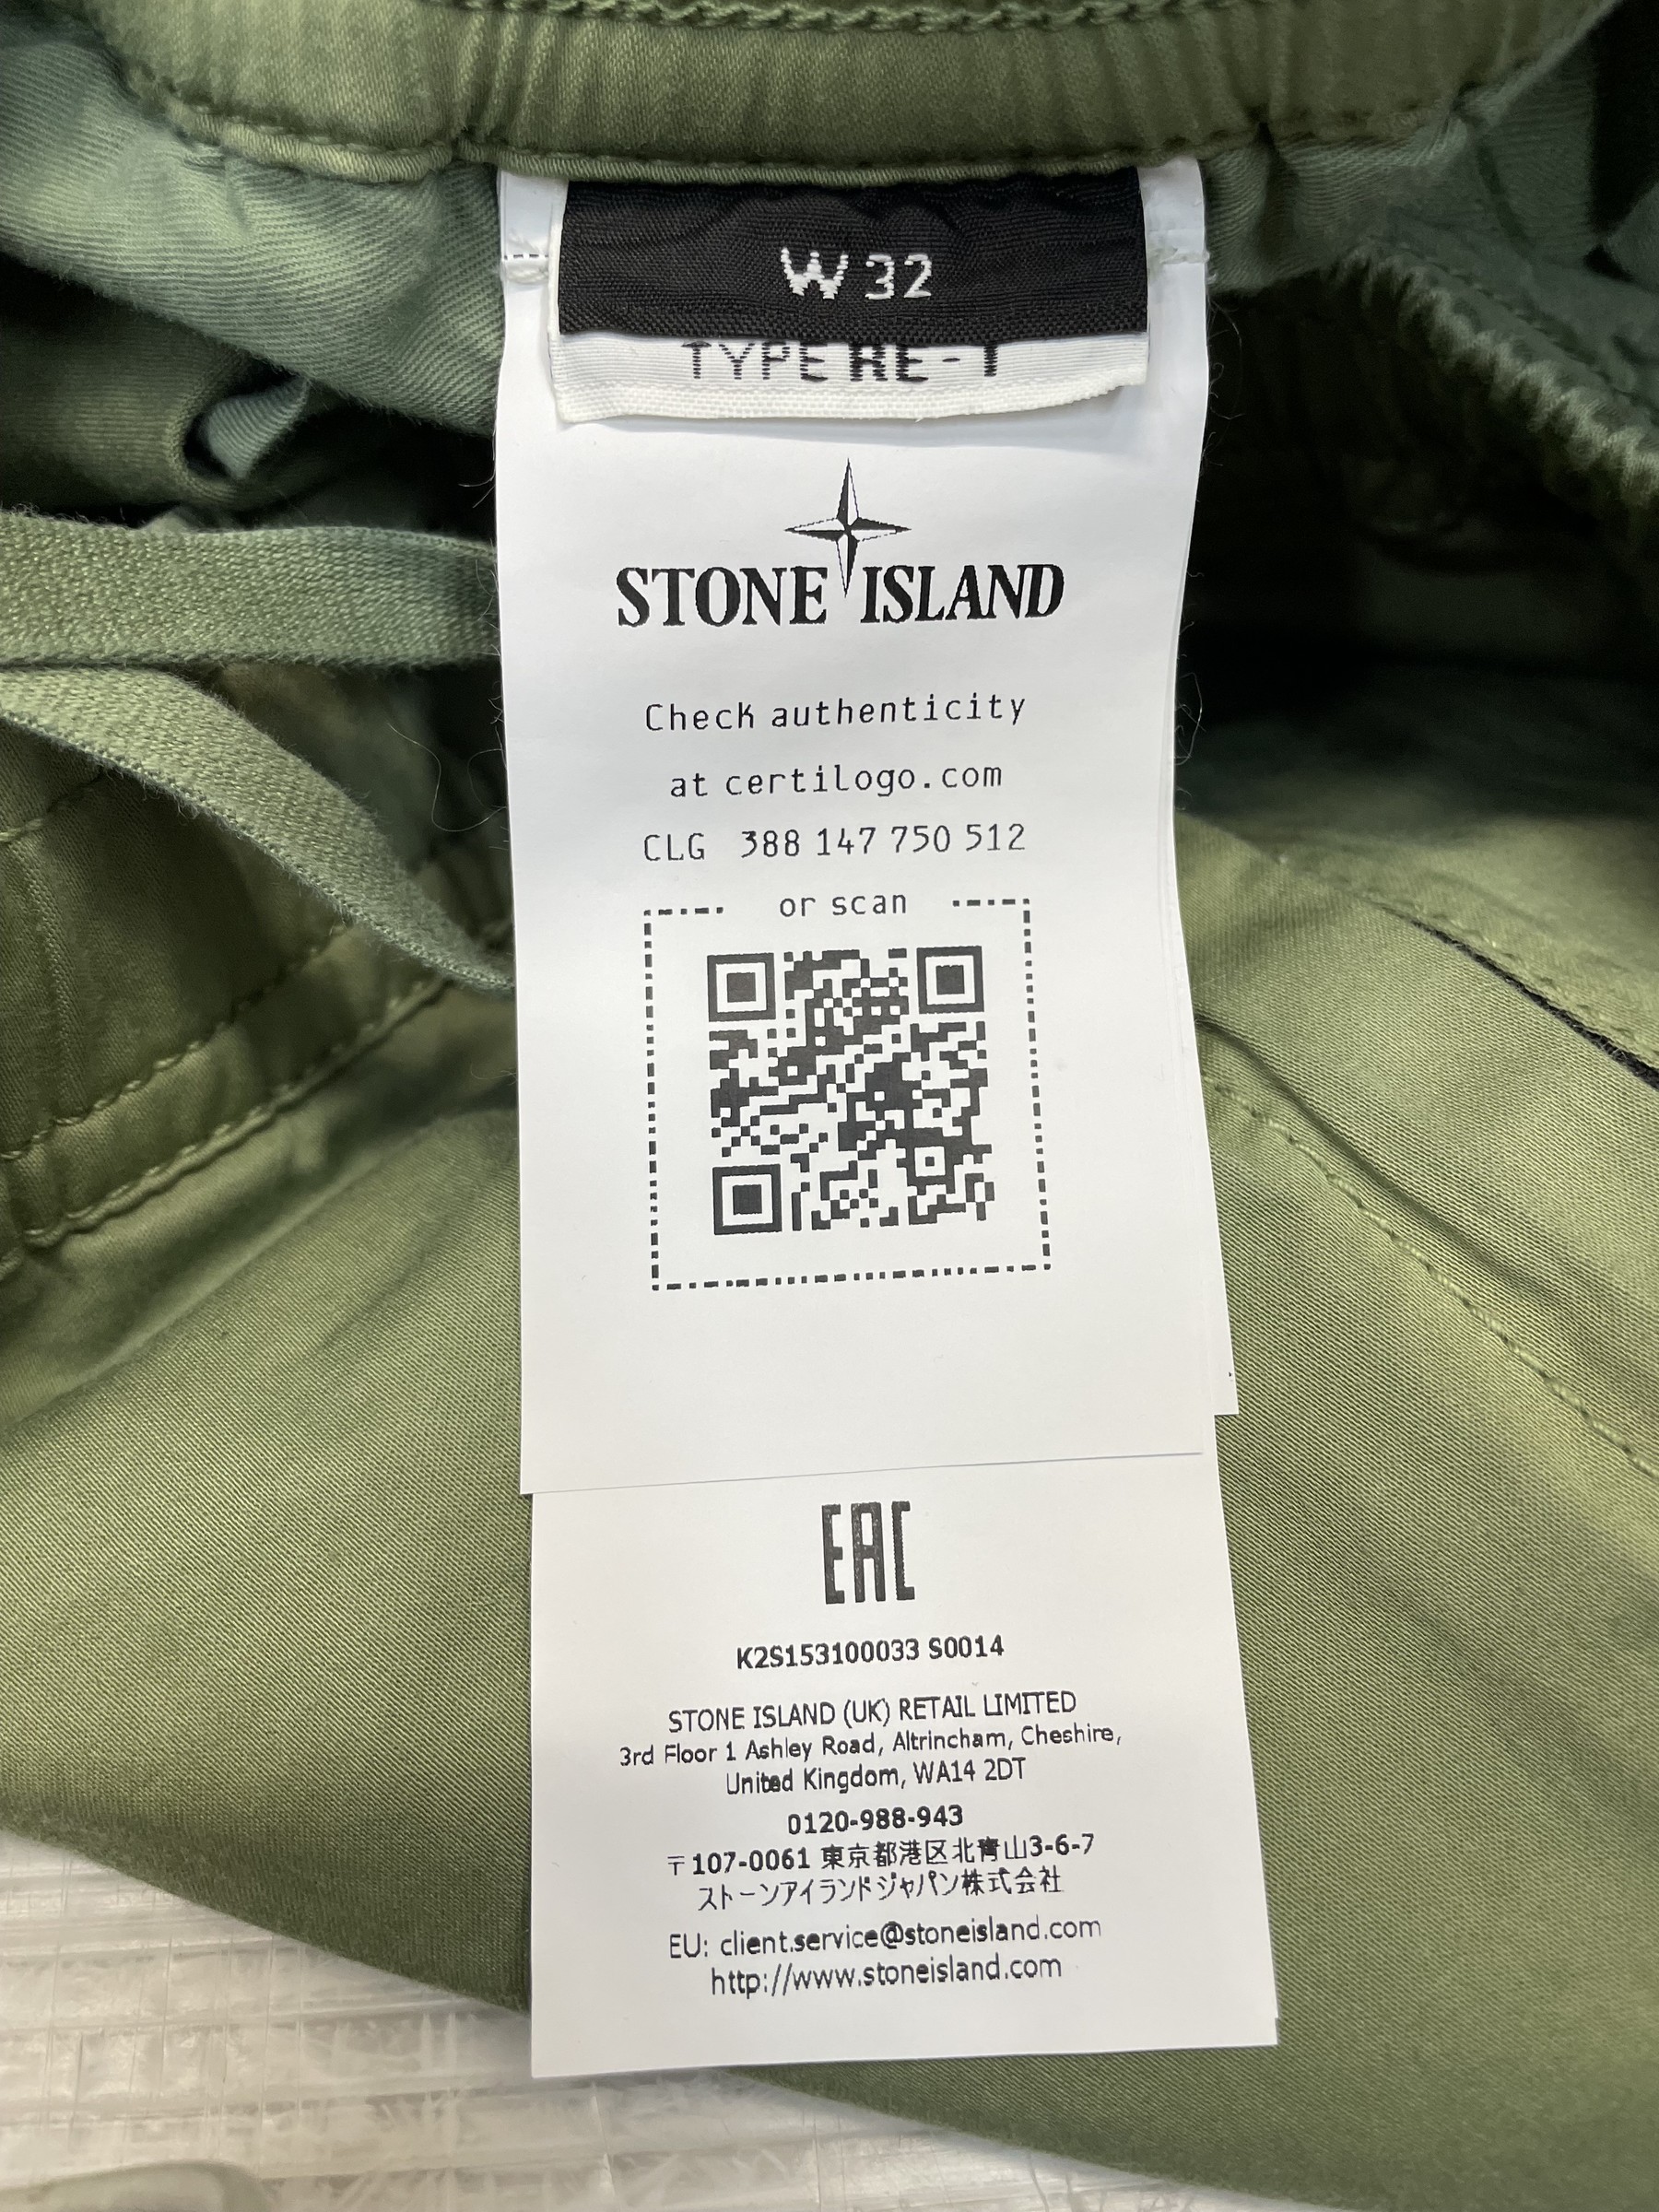 W 32
TYPE RE-T
STONE ISLAND
Check authenticity
at certilogo.com
CLG 388 147 750 512
or scan
EAC
K2S153100033 S0014
STONE ISLAND (UK) RETAIL LIMITED
3rd Floor 1 Ashley Road, Altrincham, Cheshire,
United Kingdom, WA14 2DT
0120-988-943
〒107-0061 東京都港区北青山3-6-7
ストーンアイランドジャパン株式会社
EU: client.service@stoneisland.com
http://www.stoneisland.com